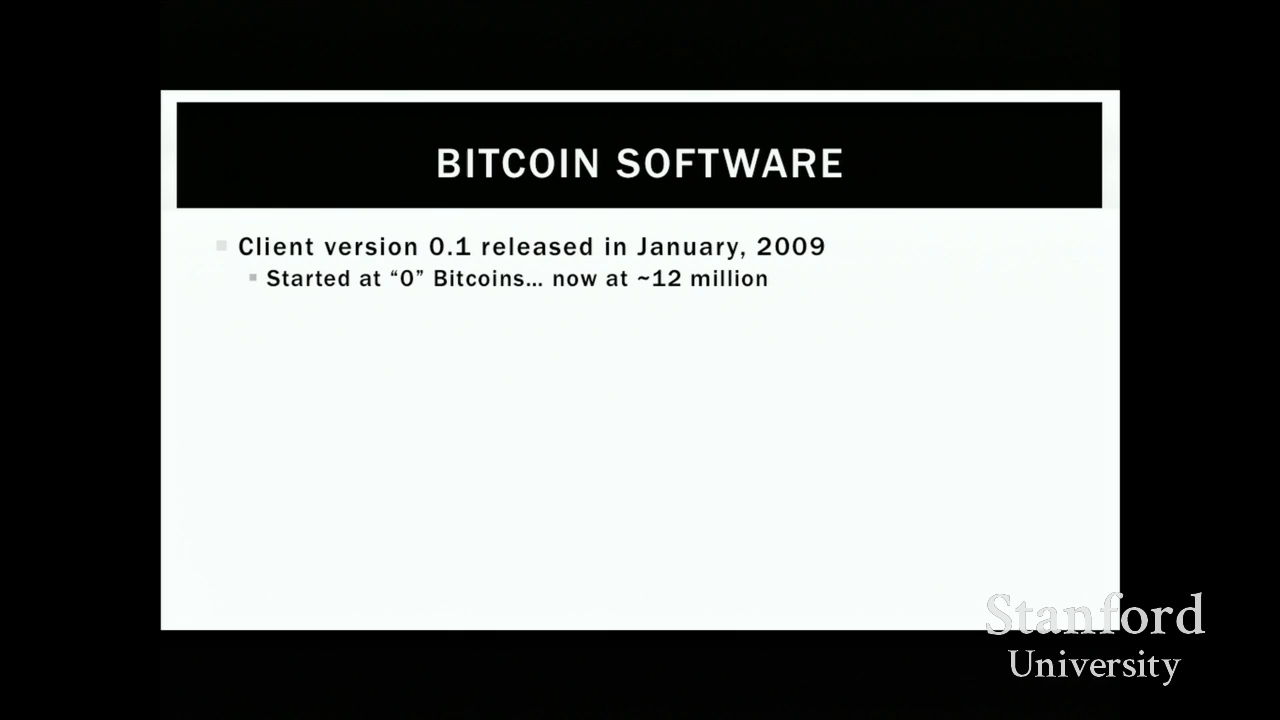 BITCOIN SOFTWARE
Client version 0.1 released in January, 2009
Started at “0” Bitcoins… now at ~12 million
Stanford
University